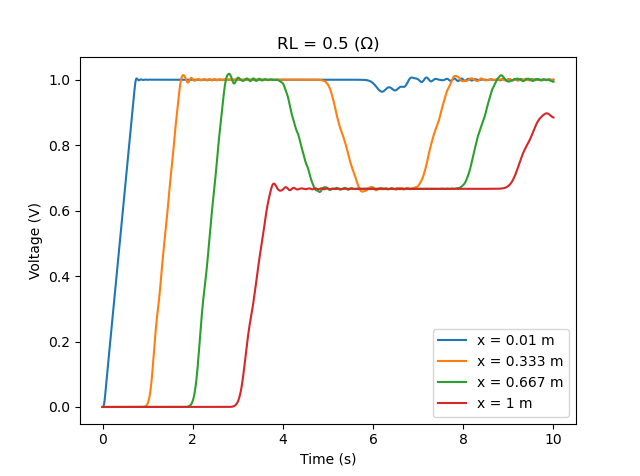 RL = 0.5 (Ω)
Voltage (V)
1.0
0.8
0.6
0.4
0.2
0.0
x = 0.01 m
x = 0.333 m
x = 0.667 m
x = 1 m
0 2 4 6 8 10
Time (s)